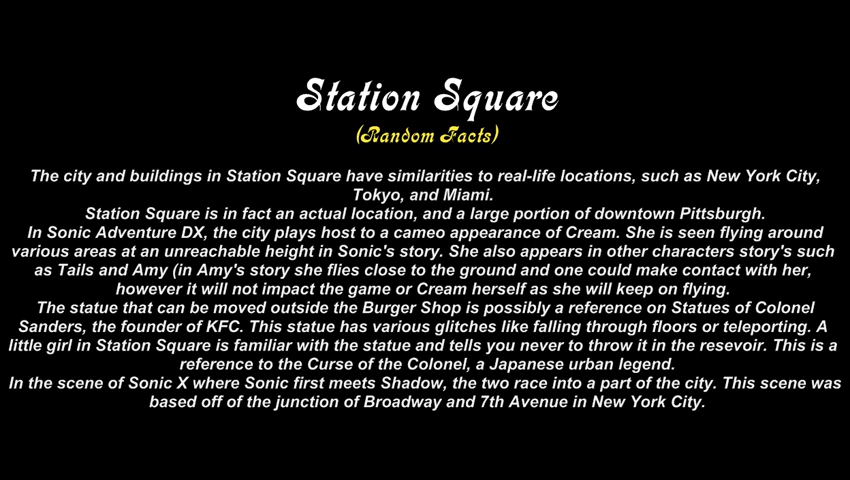 Station Square
(Random Facts)
The city and buildings in Station Square have similarities to real-life locations, such as New York City,
Tokyo, and Miami.
Station Square is in fact an actual location, and a large portion of downtown Pittsburgh.
In Sonic Adventure DX, the city plays host to a cameo appearance of Cream. She is seen flying around
various areas at an unreachable height in Sonic's story. She also appears in other characters story's such
as Tails and Amy (in Amy's story she flies close to the ground and one could make contact with her,
however it will not impact the game or Cream herself as she will keep on flying.
The statue that can be moved outside the Burger Shop is possibly a reference on Statues of Colonel
Sanders, the founder of KFC. This statue has various glitches like falling through floors or teleporting. A
little girl in Station Square is familiar with the statue and tells you never to throw it in the resevoir. This is a
reference to the Curse of the Colonel, a Japanese urban legend.
In the scene of Sonic X where Sonic first meets Shadow, the two race into a part of the city. This scene was
based off of the junction of Broadway and 7th Avenue in New York City.